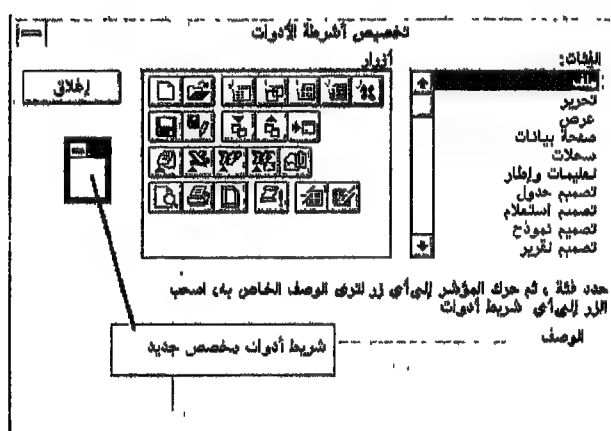 تخصيص أشرطة الأدوات
أزرار
الفئات:
إغلاق
تحرير
عرض
صفحة بيانات
سجلات
تعليمات وإطار
تصميم جدول
تصميم استعلام
تصميم نموذج
تصميم تقرير
حدد فئة ، ثم حرك المؤشر إلى أي زر لترى الوصف الخاص به، اسحب
الزر إلى أي شريط أدوات
الوصف
شريط أدوات مخصص جديد